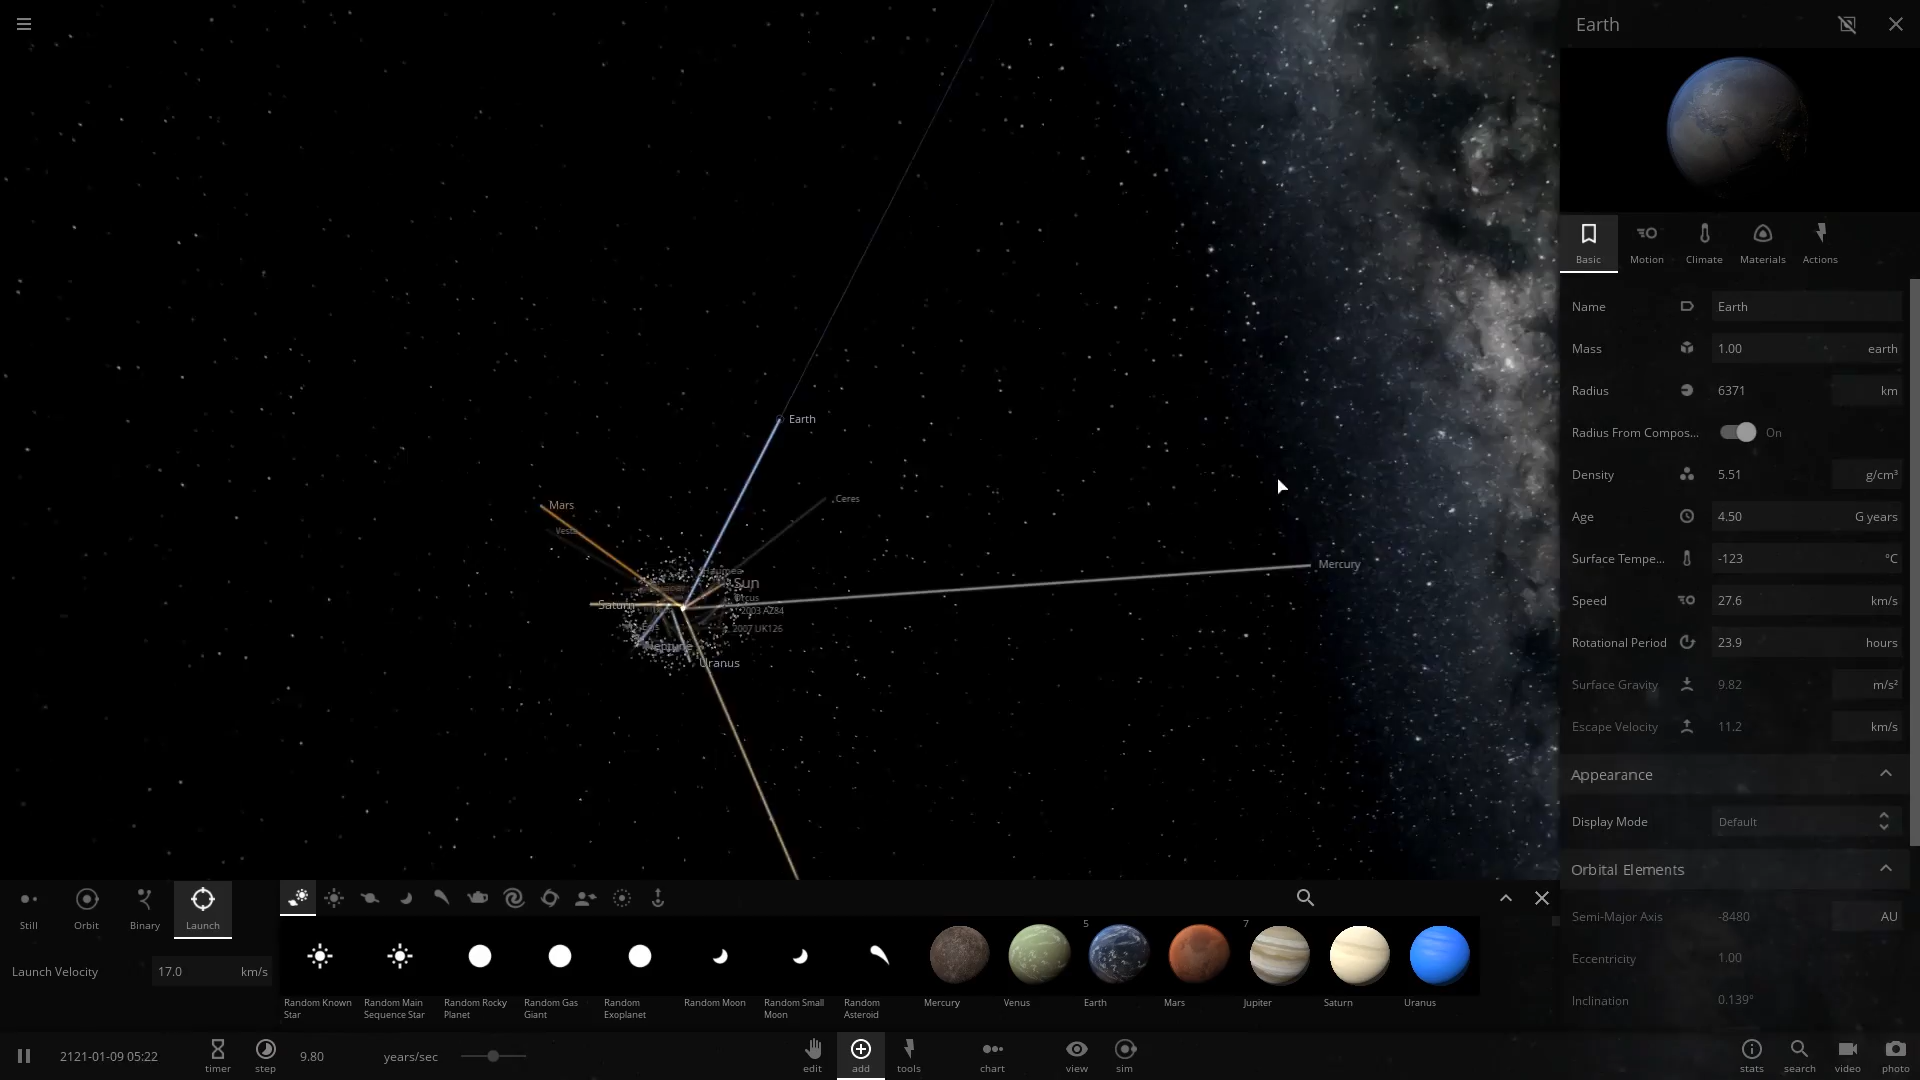 Earth
Basic
Motion
Climate
Materials
Actions
Name
Earth
Mass
1.00
earth
Radius
6371
km
Radius From Compos...
On
Density
5.51
g/cm³
Age
4.50
G years
Surface Tempe...
-123
°C
Speed
27.6
km/s
Rotational Period
23.9
hours
Surface Gravity
9.82
m/s²
Escape Velocity
11.2
km/s
Appearance
Display Mode
Default
Orbital Elements
Semi-Major Axis
-8480
AU
Eccentricity
1.00
Inclination
0.139°
Earth
Ceres
Mars
Vesta
Mercury
Haumea
Sun
Orcus
Saturn
2003 AZ84
Eris
2007 UK126
Neptune
Uranus
Still
Orbit
Binary
Launch
Launch Velocity
17.0
km/s
5
7
Random Known Star
Random Main Sequence Star
Random Rocky Planet
Random Gas Giant
Random Exoplanet
Random Moon
Random Small Moon
Random Asteroid
Mercury
Venus
Earth
Mars
Jupiter
Saturn
Uranus
2121-01-09 05:22
timer
step
9.80
years/sec
edit
add
tools
chart
view
sim
stats
search
video
photo